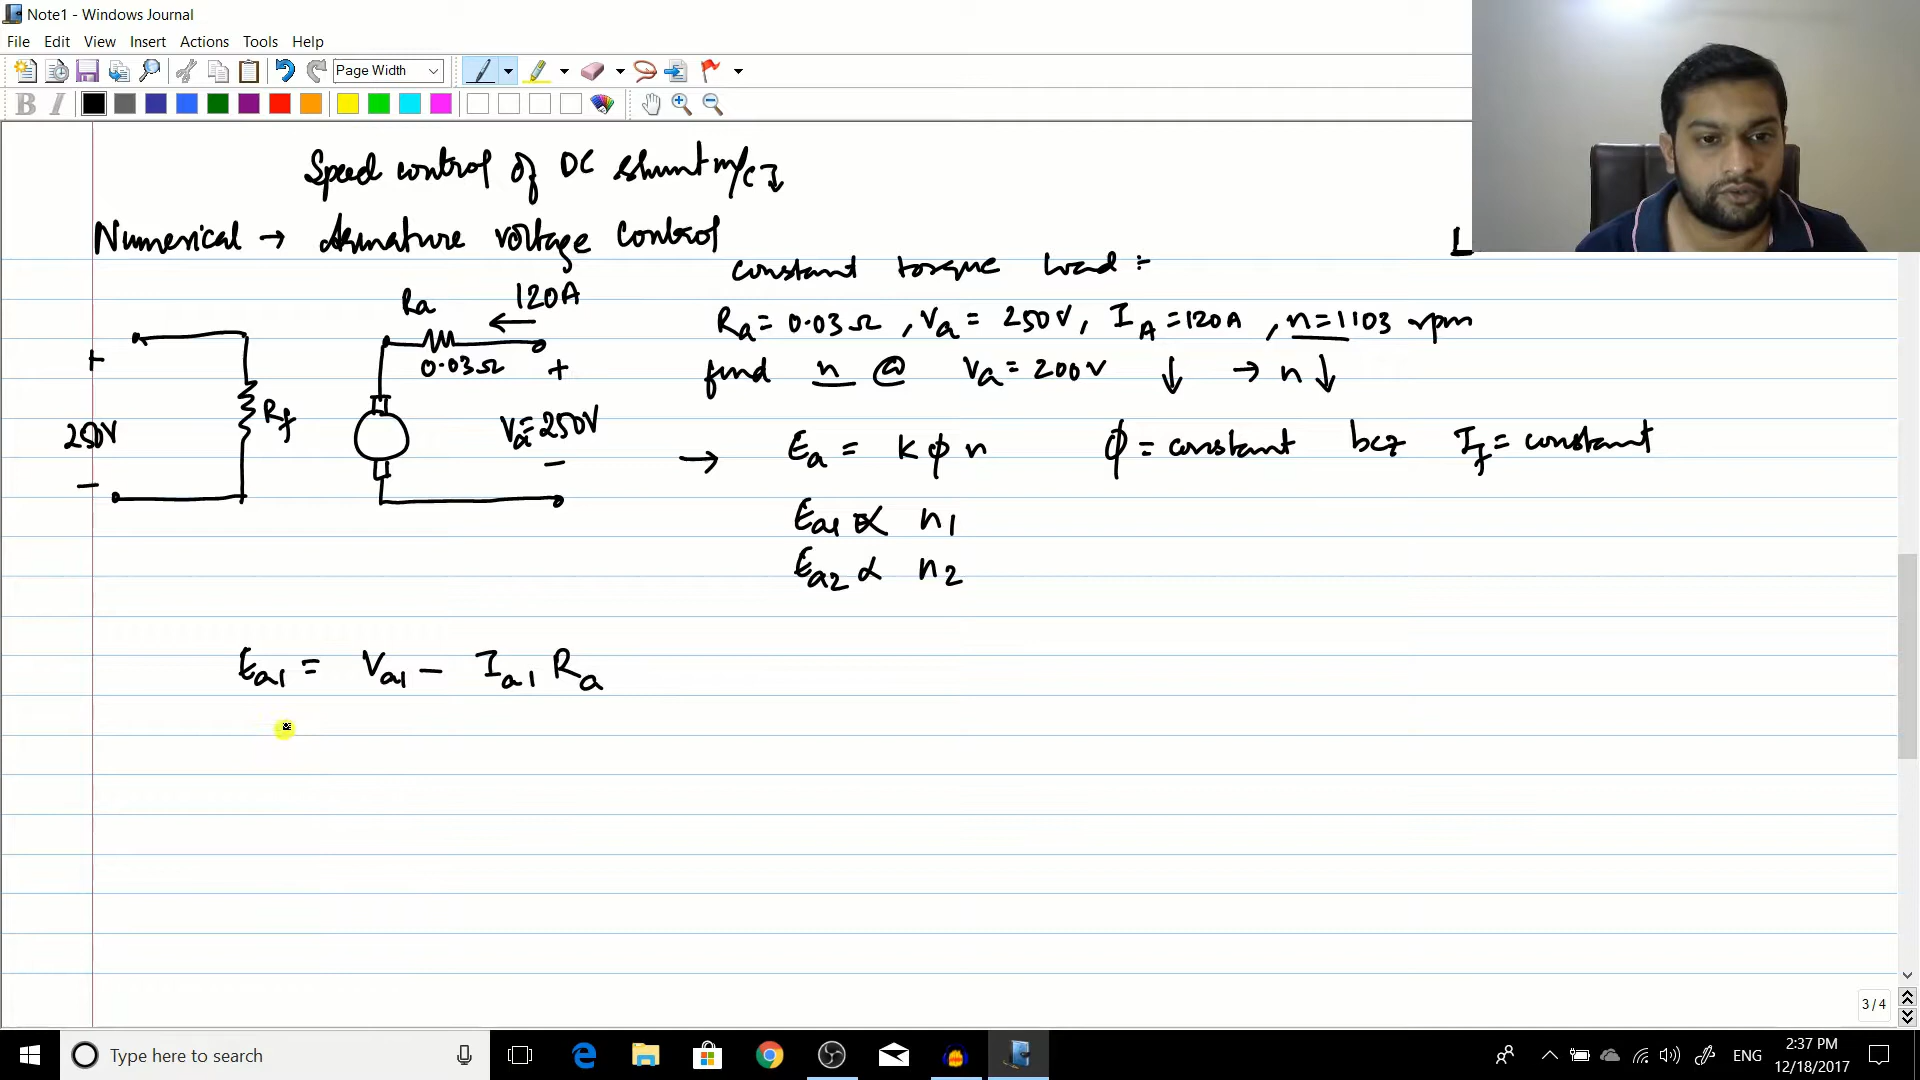 Note1 - Windows Journal
File Edit View Insert Actions Tools Help
Page Width
B I
Speed control of DC shunt m/c
Numerical → Armature voltage control
constant torque load :
Ra = 0.03Ω , Va = 250V, IA = 120A , n = 1103 rpm
find n @ Va = 200V ↓ → n ↓
Ra
120A
0.03Ω
+
+
Rf
250V
Va = 250V
−
−
→ Ea = K ϕ n ϕ = constant bcz If = constant
Ea1 ∝ n1
Ea2 ∝ n2
Ea1 = Va1 − Ia1 Ra
L
3 / 4
Type here to search
ENG
2:37 PM
12/18/2017